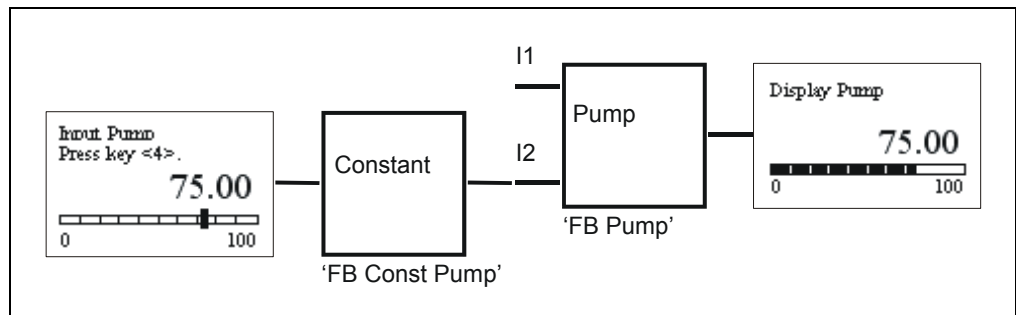 Input Pump
Press key <4>.
75.00
0 100
Constant
'FB Const Pump'
I1
I2
Pump
'FB Pump'
Display Pump
75.00
0 100